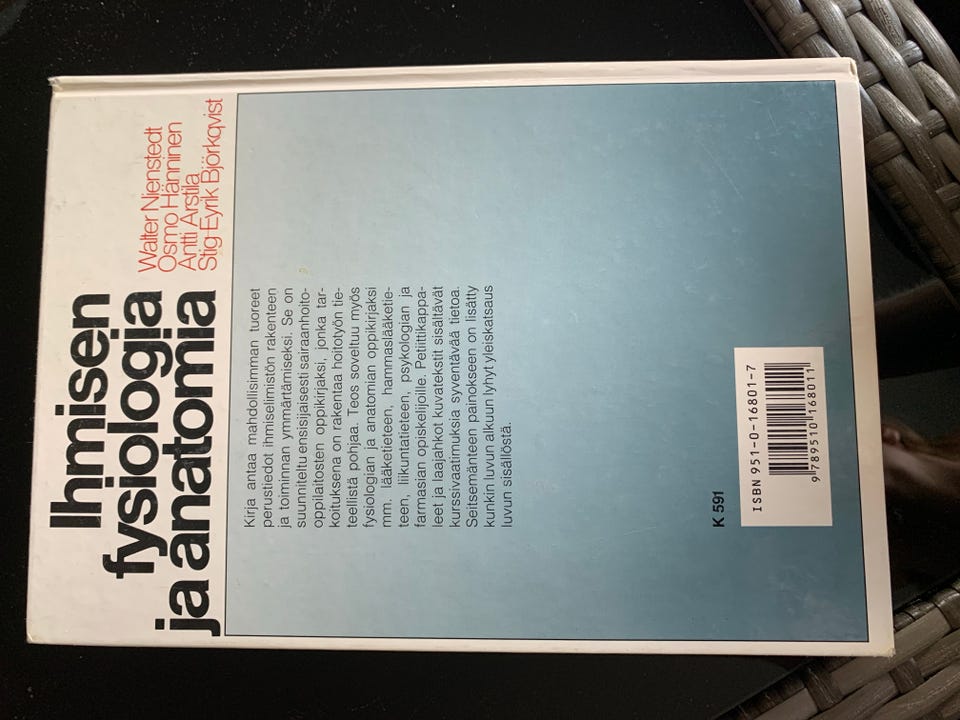 Ihmisen
fysiologia
ja anatomia
Walter Nienstedt
Osmo Hänninen
Antti Arstila
Stig-Eyrik Björkqvist
Kirja antaa mahdollisimman tuoreet
perustiedot ihmiselimistön rakenteen
ja toiminnan ymmärtämiseksi. Se on
suunniteltu ensisijaisesti sairaanhoito-
oppilaitosten oppikirjaksi, jonka tar-
koituksena on rakentaa hoitotyön tie-
teellistä pohjaa. Teos soveltuu myös
fysiologian ja anatomian oppikirjaksi
mm. lääketieteen, hammaslääketie-
teen, liikuntatieteen, psykologian ja
farmasian opiskelijoille. Petiittikappa-
leet ja laajahkot kuvatekstit sisältävät
kurssivaatimuksia syventävää tietoa.
Seitsemänteen painokseen on lisätty
kunkin luvun alkuun lyhyt yleiskatsaus
luvun sisällöstä.
K 591
ISBN 951-0-16801-7
9 789510 168011